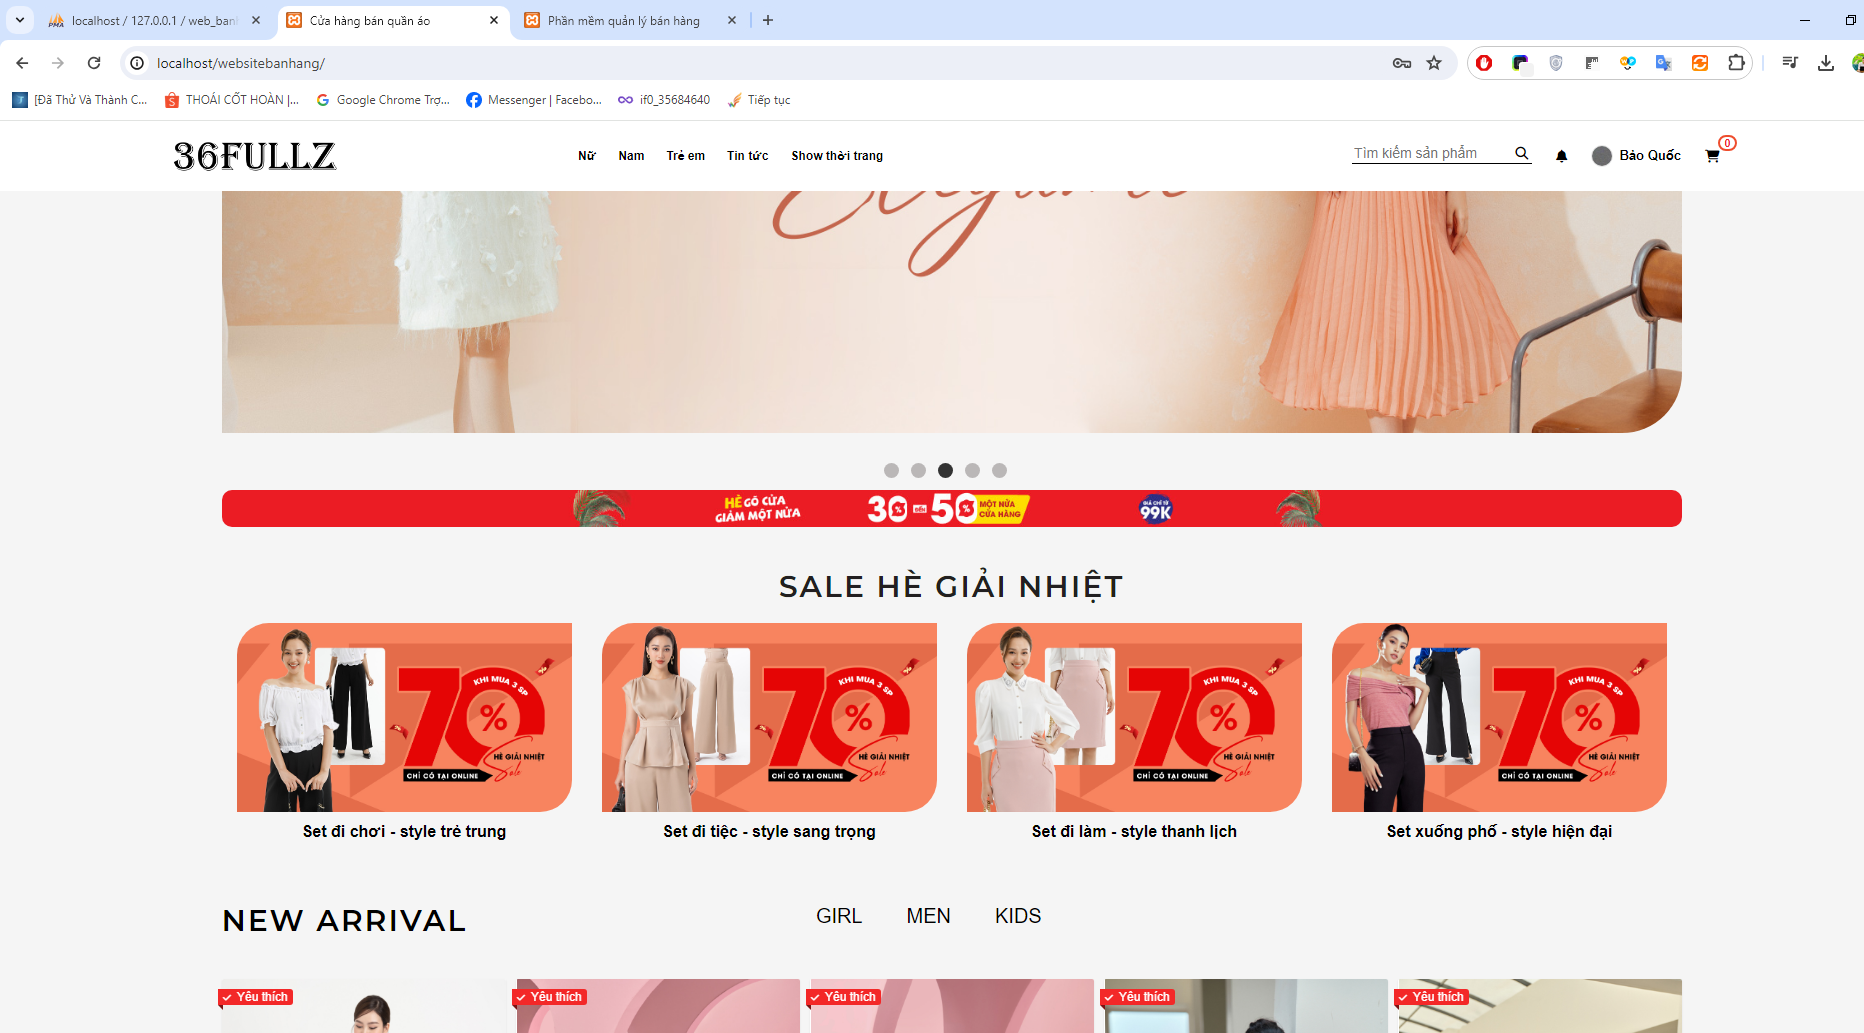 localhost / 127.0.0.1 / web_banh
Cửa hàng bán quần áo
Phần mềm quản lý bán hàng
localhost/websitebanhang/
[Đã Thử Và Thành C...
THOÁI CỐT HOÀN |...
Google Chrome Trợ...
Messenger | Facebo...
if0_35684640
Tiếp tục
36FULLZ
Nữ
Nam
Trẻ em
Tin tức
Show thời trang
Tìm kiếm sản phẩm
Bảo Quốc
0
HÈ GÕ CỬA
GIẢM MỘT NỬA
30% ĐẾN 50%
MỘT NỬA
CỬA HÀNG
GIÁ CHỈ TỪ
99K
SALE HÈ GIẢI NHIỆT
KHI MUA 3 SP
70%
HÈ GIẢI NHIỆT
Sale
CHỈ CÓ TẠI ONLINE
KHI MUA 3 SP
70%
HÈ GIẢI NHIỆT
Sale
CHỈ CÓ TẠI ONLINE
KHI MUA 3 SP
70%
HÈ GIẢI NHIỆT
Sale
CHỈ CÓ TẠI ONLINE
KHI MUA 3 SP
70%
HÈ GIẢI NHIỆT
Sale
CHỈ CÓ TẠI ONLINE
Set đi chơi - style trẻ trung
Set đi tiệc - style sang trọng
Set đi làm - style thanh lịch
Set xuống phố - style hiện đại
NEW ARRIVAL
GIRL
MEN
KIDS
Yêu thích
Yêu thích
Yêu thích
Yêu thích
Yêu thích